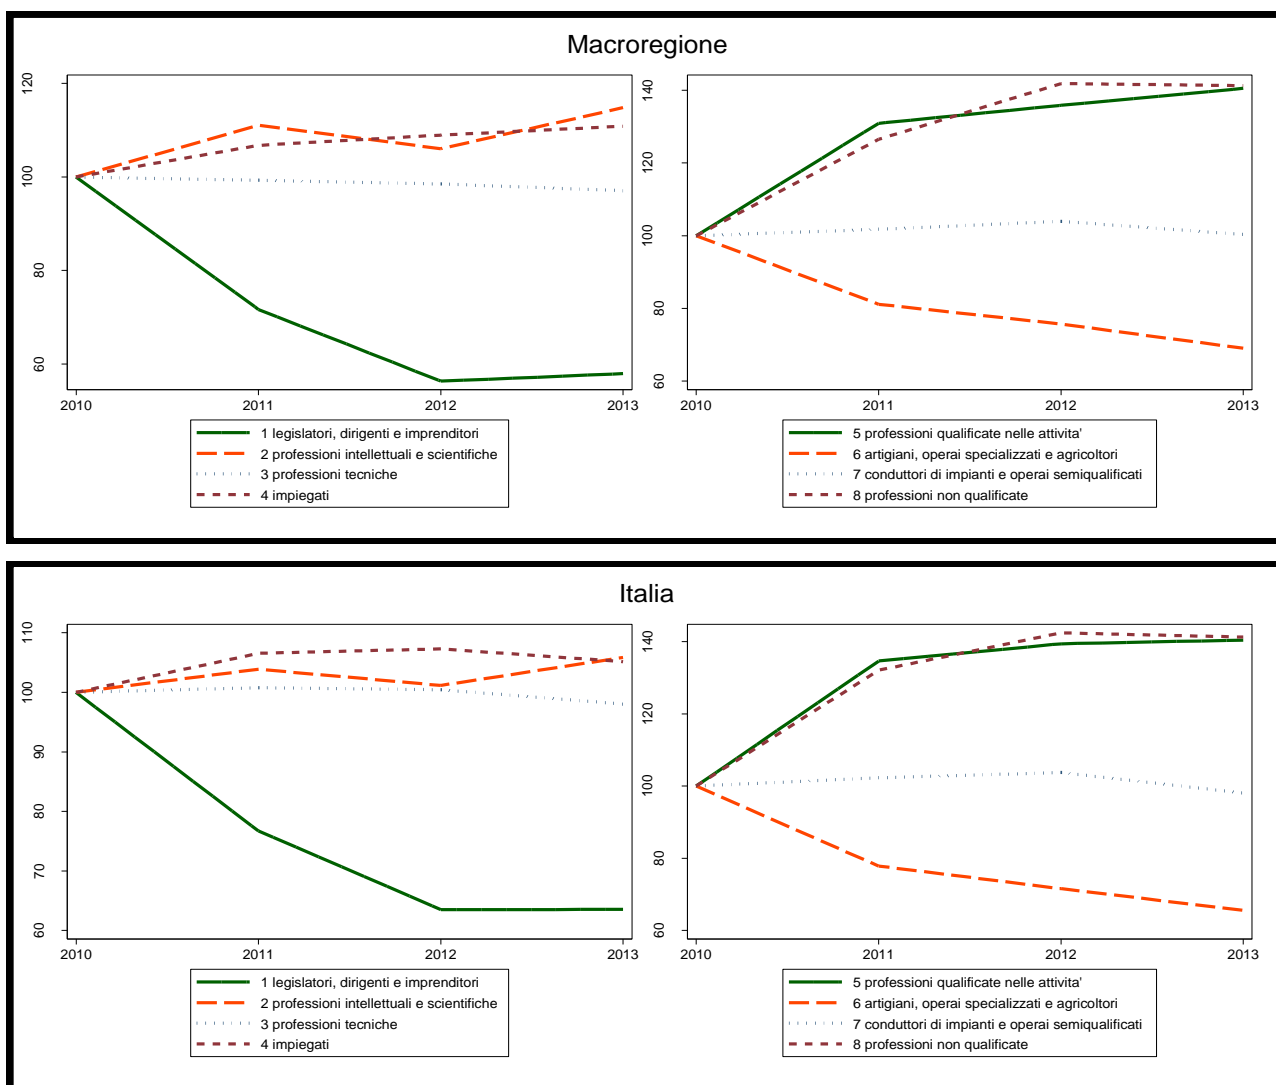 Macroregione
120
100
80
60
2010 2011 2012 2013
1 legislatori, dirigenti e imprenditori
2 professioni intellettuali e scientifiche
3 professioni tecniche
4 impiegati
140
120
100
80
60
2010 2011 2012 2013
5 professioni qualificate nelle attivita'
6 artigiani, operai specializzati e agricoltori
7 conduttori di impianti e operai semiqualificati
8 professioni non qualificate
Italia
110
100
90
80
70
60
2010 2011 2012 2013
1 legislatori, dirigenti e imprenditori
2 professioni intellettuali e scientifiche
3 professioni tecniche
4 impiegati
140
120
100
80
60
2010 2011 2012 2013
5 professioni qualificate nelle attivita'
6 artigiani, operai specializzati e agricoltori
7 conduttori di impianti e operai semiqualificati
8 professioni non qualificate